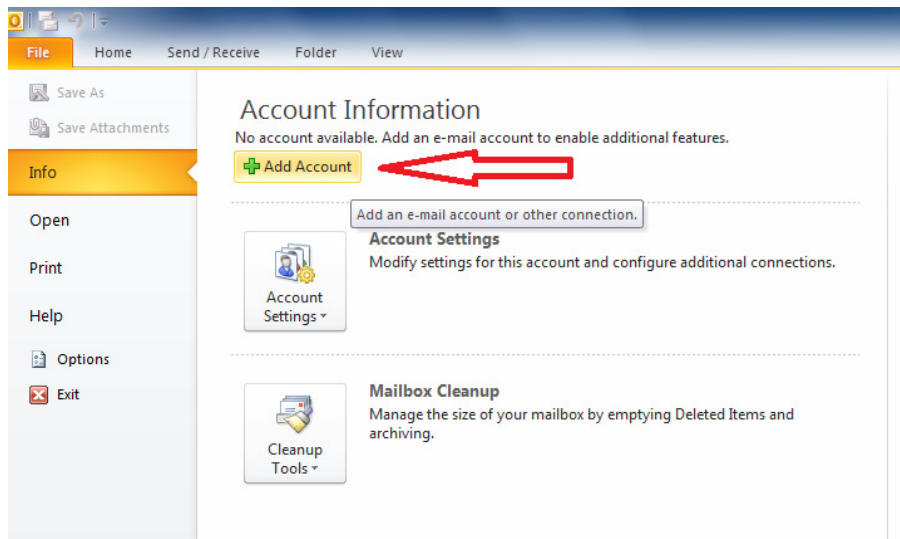 File Home Send / Receive Folder View
Save As
Save Attachments
Info
Open
Print
Help
Options
Exit
Account Information
No account available. Add an e-mail account to enable additional features.
Add Account
Add an e-mail account or other connection.
Account
Settings
Account Settings
Modify settings for this account and configure additional connections.
Cleanup
Tools
Mailbox Cleanup
Manage the size of your mailbox by emptying Deleted Items and
archiving.